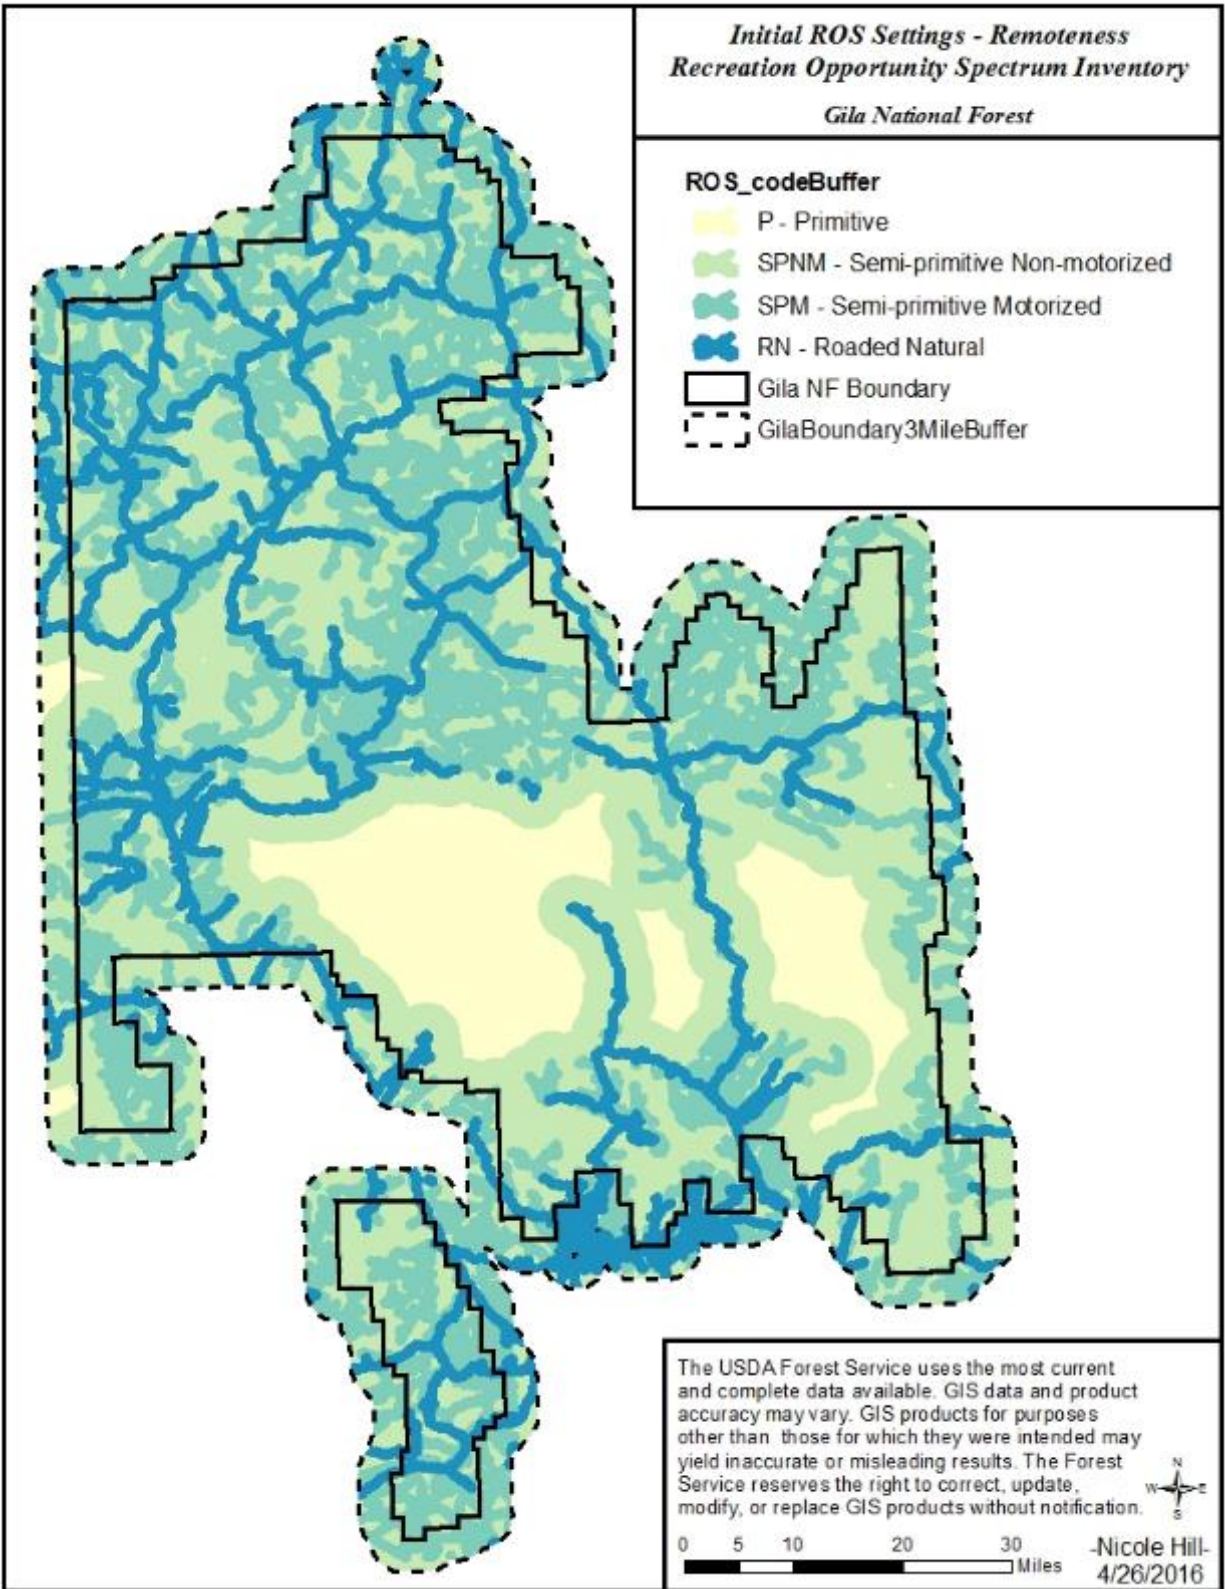 Initial ROS Settings - Remoteness
Recreation Opportunity Spectrum Inventory
Gila National Forest
ROS_codeBuffer
P - Primitive
SPNM - Semi-primitive Non-motorized
SPM - Semi-primitive Motorized
RN - Roaded Natural
Gila NF Boundary
GilaBoundary3MileBuffer
The USDA Forest Service uses the most current
and complete data available. GIS data and product
accuracy may vary. GIS products for purposes
other than those for which they were intended may
yield inaccurate or misleading results. The Forest
Service reserves the right to correct, update,
modify, or replace GIS products without notification.
N
W E
S
0 5 10 20 30
Miles
-Nicole Hill-
4/26/2016